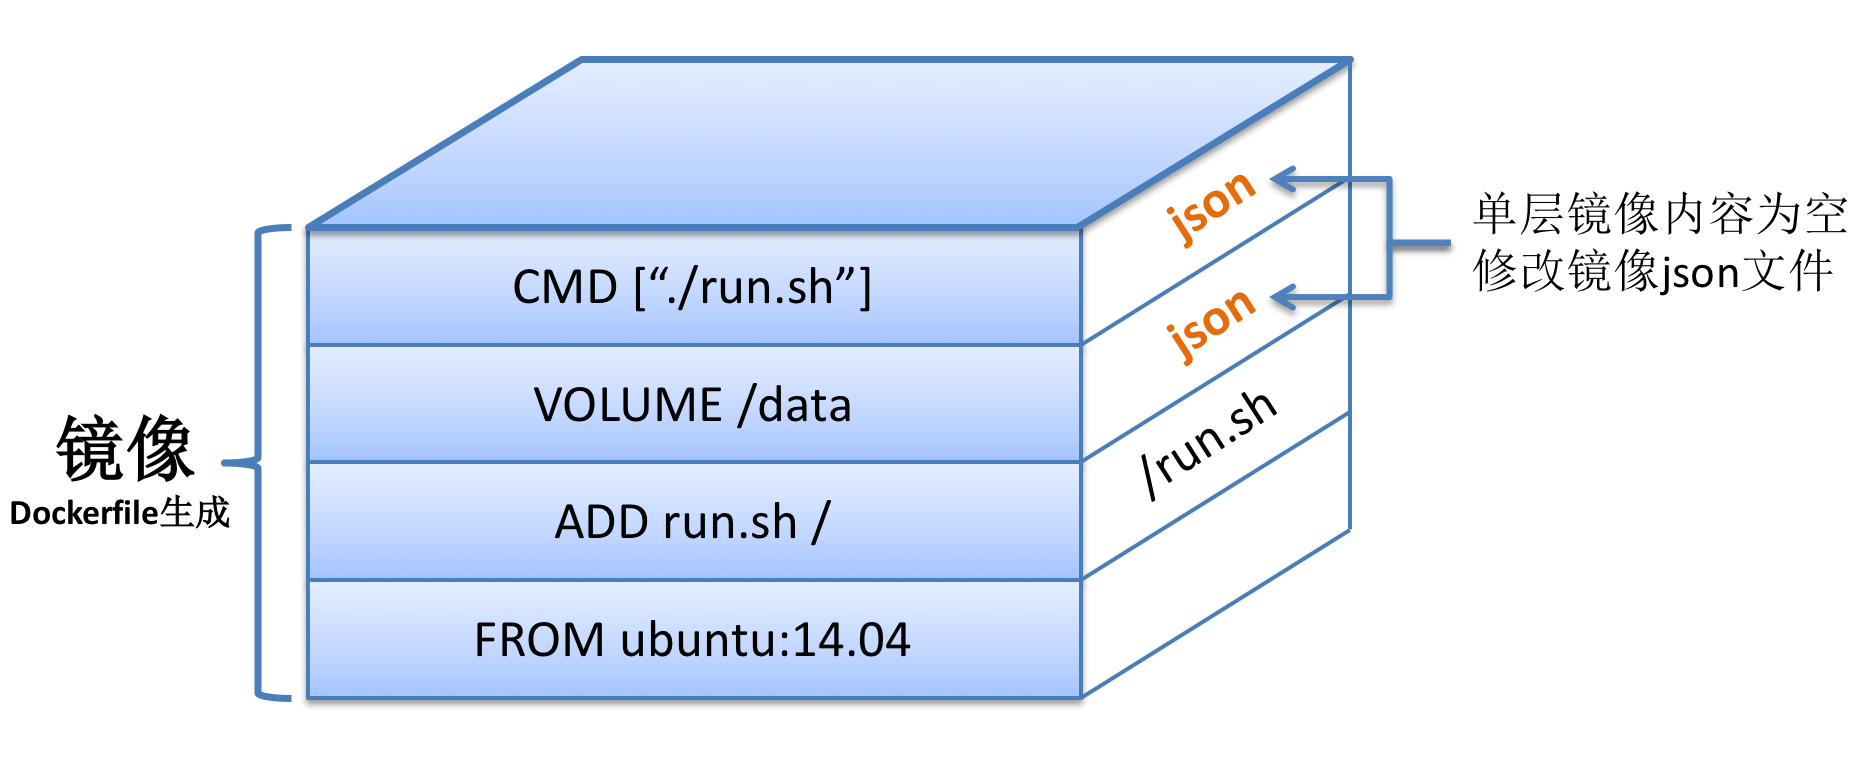 json
单层镜像内容为空
修改镜像json文件
CMD [“./run.sh”]
json
VOLUME /data
/run.sh
镜像
Dockerfile生成
ADD run.sh /
FROM ubuntu:14.04